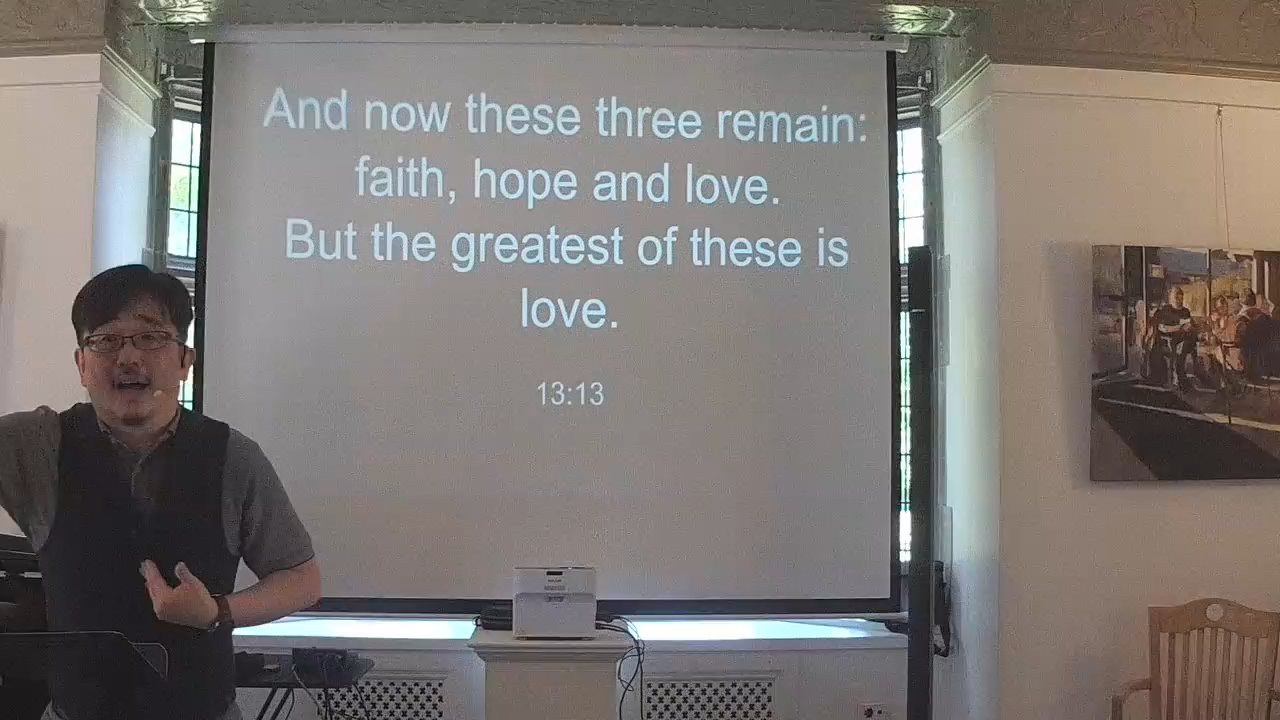 And now these three remain:
faith, hope and love.
But the greatest of these is
love.
13:13